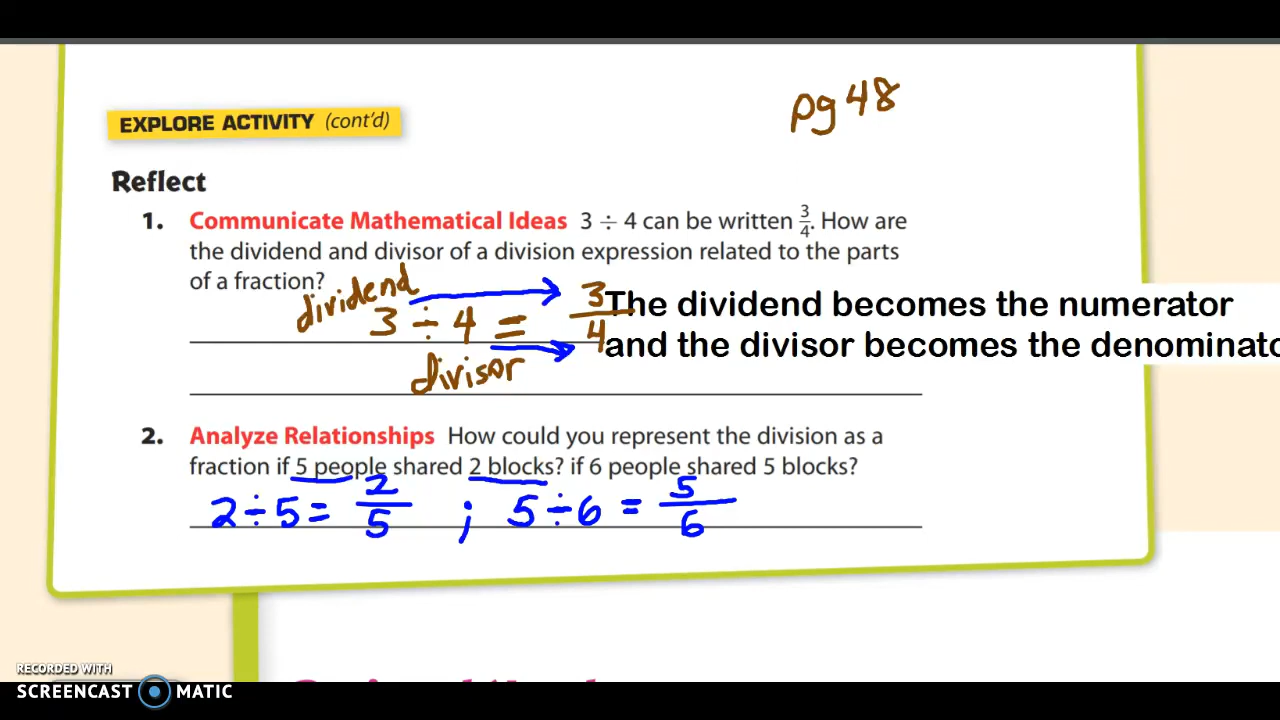 pg 48
EXPLORE ACTIVITY (cont'd)
Reflect
1. Communicate Mathematical Ideas 3 ÷ 4 can be written 3/4. How are
the dividend and divisor of a division expression related to the parts
of a fraction?
dividend
3 ÷ 4 = 3/4
divisor
The dividend becomes the numerator
and the divisor becomes the denominato
2. Analyze Relationships How could you represent the division as a
fraction if 5 people shared 2 blocks? if 6 people shared 5 blocks?
2 ÷ 5 = 2/5 ; 5 ÷ 6 = 5/6
RECORDED WITH
SCREENCAST MATIC